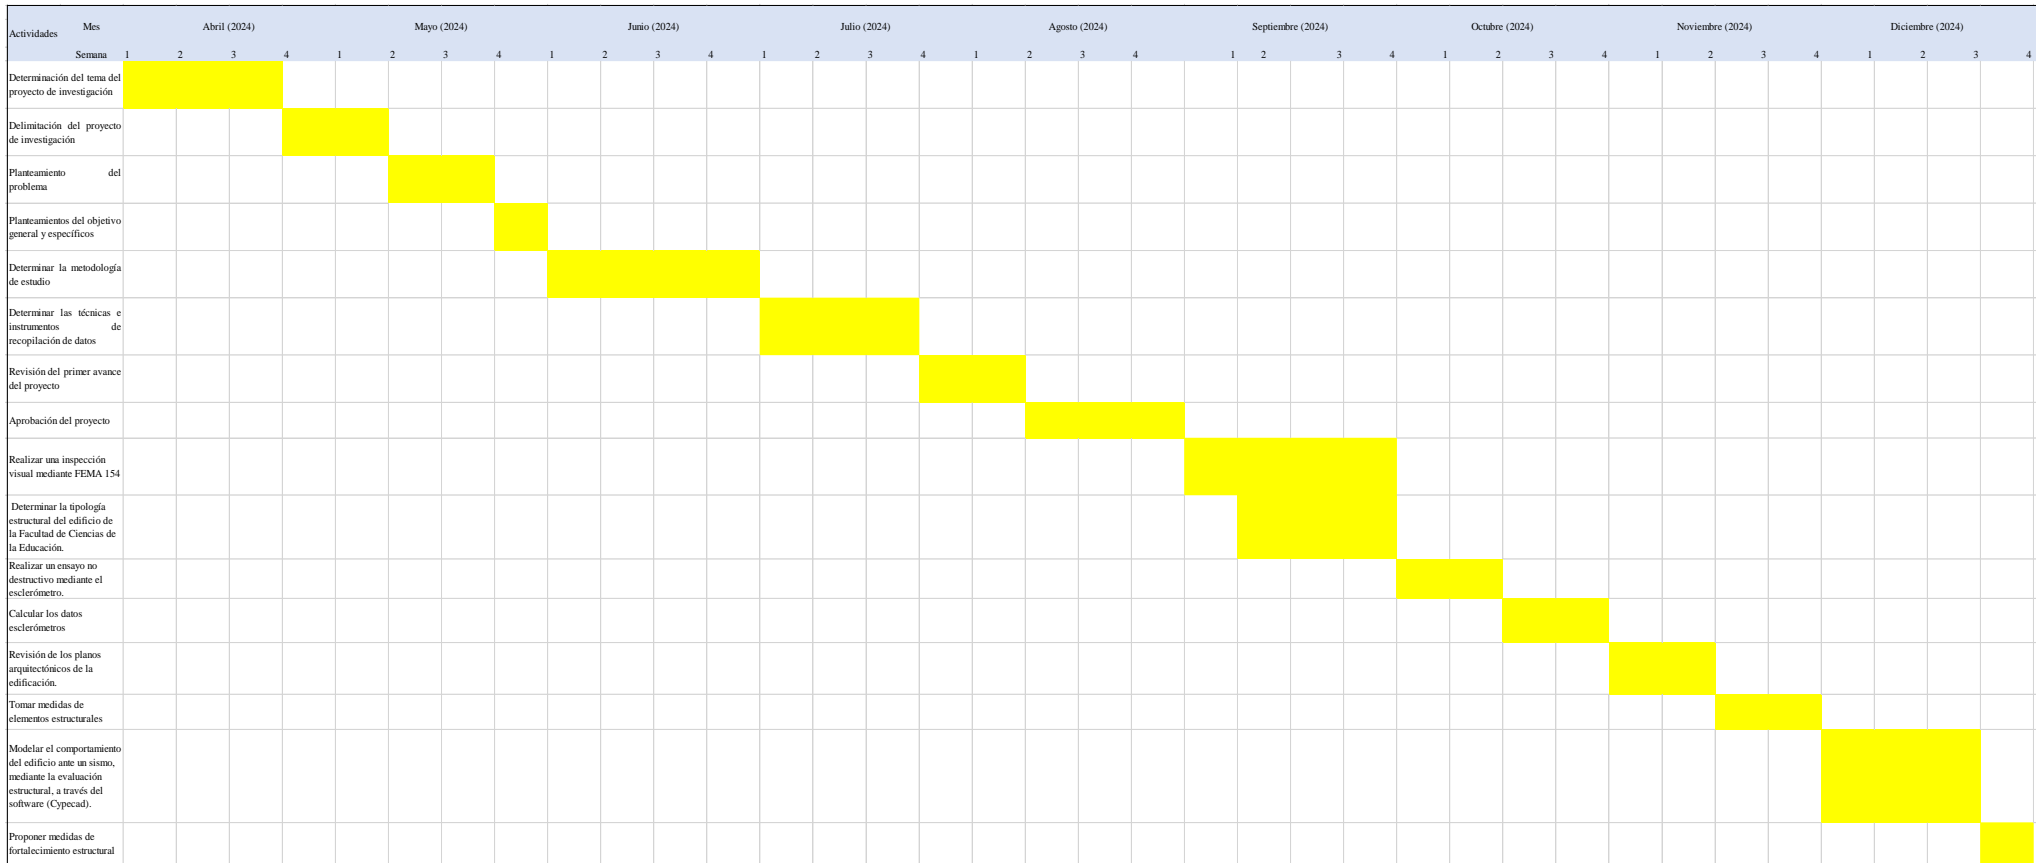 Actividades Mes Abril (2024) Mayo (2024) Junio (2024) Julio (2024) Agosto (2024) Septiembre (2024) Octubre (2024) Noviembre (2024) Diciembre (2024)
Semana 1 2 3 4 1 2 3 4 1 2 3 4 1 2 3 4 1 2 3 4 1 2 3 4 1 2 3 4 1 2 3 4 1 2 3 4
Determinación del tema del
proyecto de investigación
Delimitación del proyecto
de investigación
Planteamiento del
problema
Planteamientos del objetivo
general y específicos
Determinar la metodología
de estudio
Determinar las técnicas e
instrumentos de
recopilación de datos
Revisión del primer avance
del proyecto
Aprobación del proyecto
Realizar una inspección
visual mediante FEMA 154
Determinar la tipología
estructural del edificio de
la Facultad de Ciencias de
la Educación.
Realizar un ensayo no
destructivo mediante el
esclerómetro.
Calcular los datos
esclerómetros
Revisión de los planos
arquitectónicos de la
edificación.
Tomar medidas de
elementos estructurales
Modelar el comportamiento
del edificio ante un sismo,
mediante la evaluación
estructural, a través del
software (Cypecad).
Proponer medidas de
fortalecimiento estructural